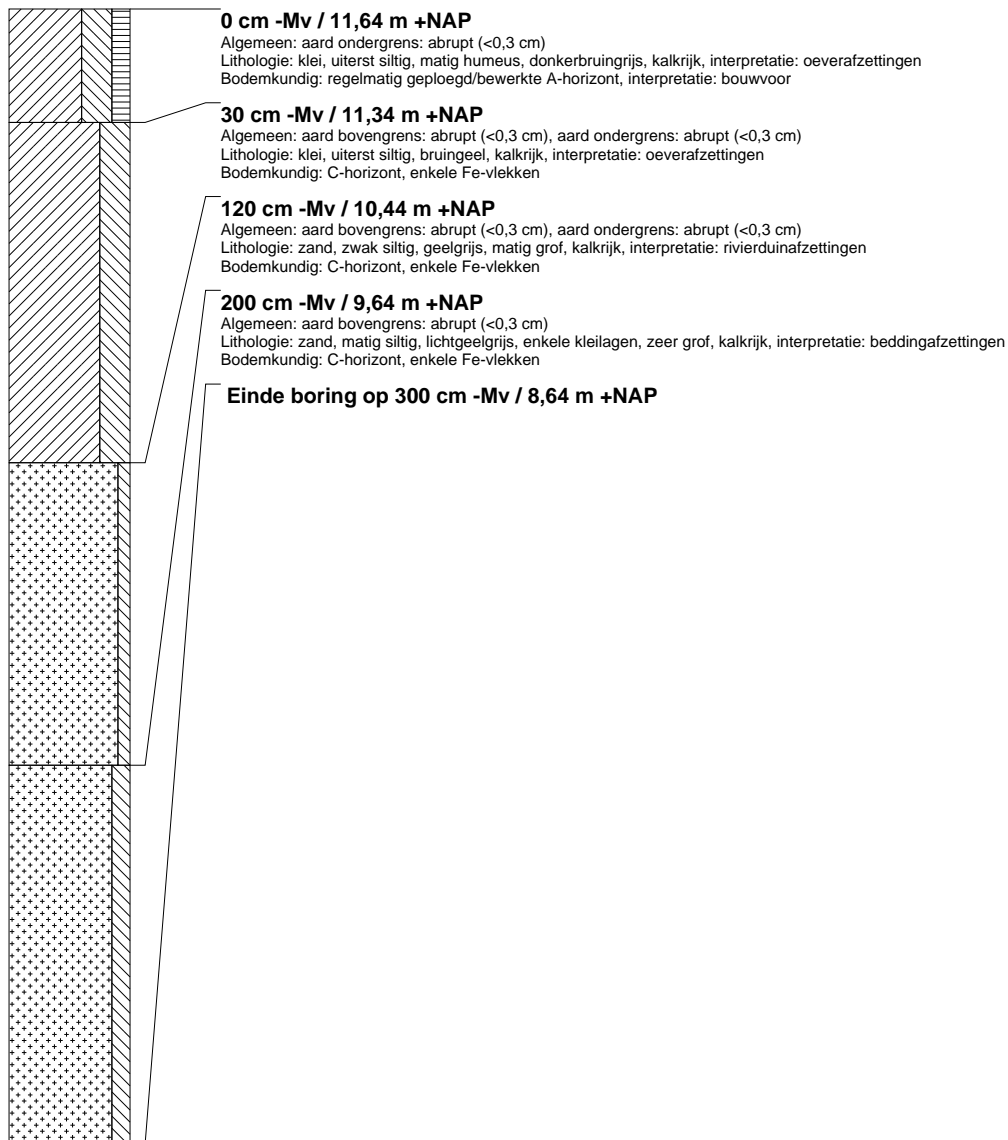 0 cm -Mv / 11,64 m +NAP
Algemeen: aard ondergrens: abrupt (<0,3 cm)
Lithologie: klei, uiterst siltig, matig humeus, donkerbruingrijs, kalkrijk, interpretatie: oeverafzettingen
Bodemkundig: regelmatig geploegd/bewerkte A-horizont, interpretatie: bouwvoor
30 cm -Mv / 11,34 m +NAP
Algemeen: aard bovengrens: abrupt (<0,3 cm), aard ondergrens: abrupt (<0,3 cm)
Lithologie: klei, uiterst siltig, bruingeel, kalkrijk, interpretatie: oeverafzettingen
Bodemkundig: C-horizont, enkele Fe-vlekken
120 cm -Mv / 10,44 m +NAP
Algemeen: aard bovengrens: abrupt (<0,3 cm), aard ondergrens: abrupt (<0,3 cm)
Lithologie: zand, zwak siltig, geelgrijs, matig grof, kalkrijk, interpretatie: rivierduinafzettingen
Bodemkundig: C-horizont, enkele Fe-vlekken
200 cm -Mv / 9,64 m +NAP
Algemeen: aard bovengrens: abrupt (<0,3 cm)
Lithologie: zand, matig siltig, lichtgeelgrijs, enkele kleilagen, zeer grof, kalkrijk, interpretatie: beddingafzettingen
Bodemkundig: C-horizont, enkele Fe-vlekken
Einde boring op 300 cm -Mv / 8,64 m +NAP